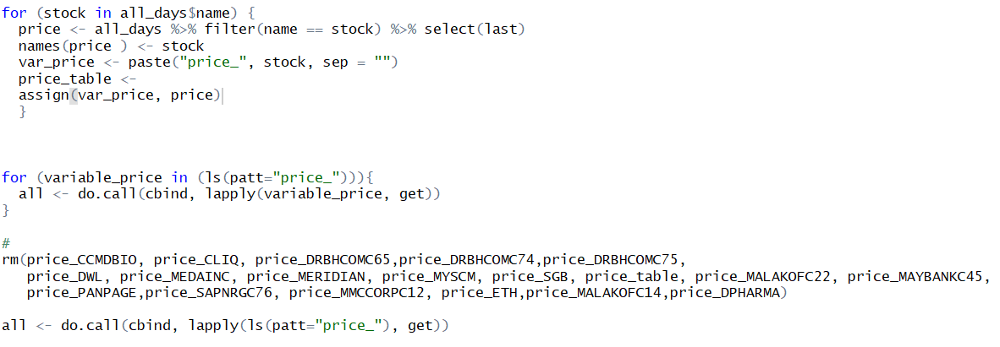 for (stock in all_days$name) {
  price <- all_days %>% filter(name == stock) %>% select(last)
  names(price ) <- stock
  var_price <- paste("price_", stock, sep = "")
  price_table <-
  assign(var_price, price)
  }
for (variable_price in (ls(patt="price_"))){
  all <- do.call(cbind, lapply(variable_price, get))
}
#
rm(price_CCMDBIO, price_CLIQ, price_DRBHCOMC65,price_DRBHCOMC74,price_DRBHCOMC75,
   price_DWL, price_MEDAINC, price_MERIDIAN, price_MYSCM, price_SGB, price_table, price_MALAKOFC22, price_MAYBANKC45,
   price_PANPAGE,price_SAPNRGC76, price_MMCCORPC12, price_ETH,price_MALAKOFC14,price_DPHARMA)
all <- do.call(cbind, lapply(ls(patt="price_"), get))